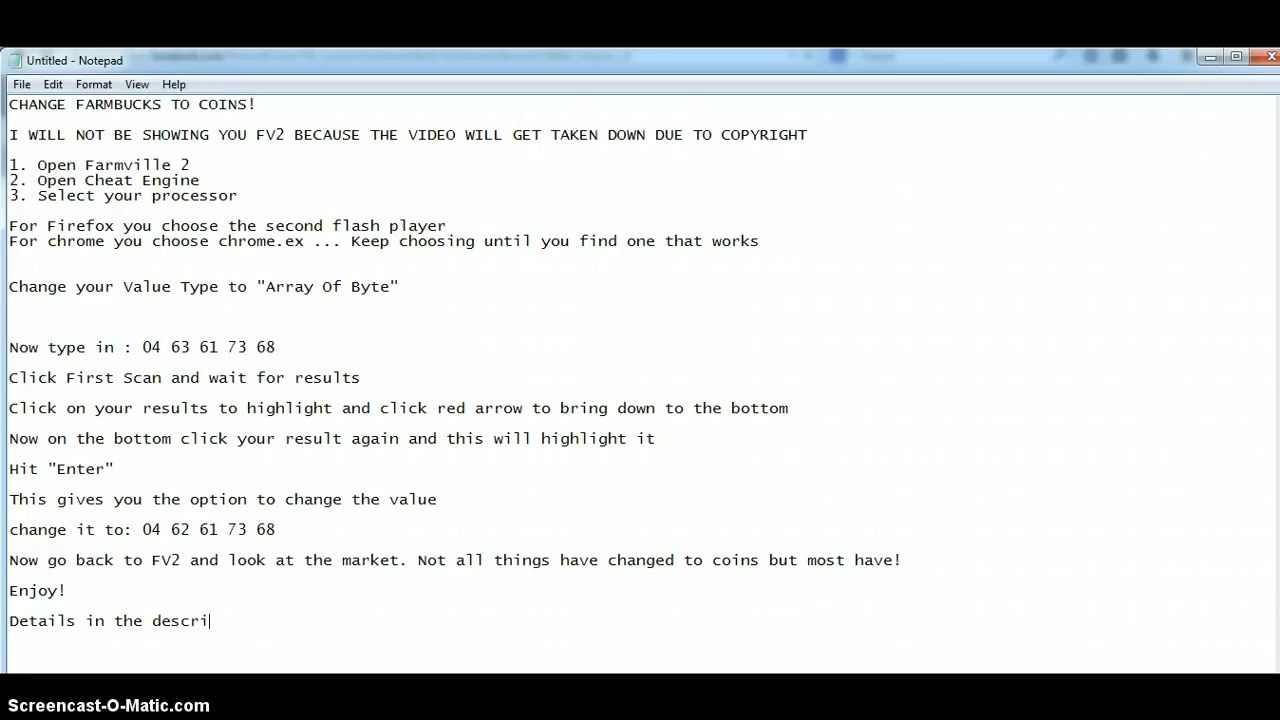 Untitled - Notepad
File Edit Format View Help
CHANGE FARMBUCKS TO COINS!
I WILL NOT BE SHOWING YOU FV2 BECAUSE THE VIDEO WILL GET TAKEN DOWN DUE TO COPYRIGHT
1. Open Farmville 2
2. Open Cheat Engine
3. Select your processor
For Firefox you choose the second flash player
For chrome you choose chrome.ex ... Keep choosing until you find one that works
Change your Value Type to "Array Of Byte"
Now type in : 04 63 61 73 68
Click First Scan and wait for results
Click on your results to highlight and click red arrow to bring down to the bottom
Now on the bottom click your result again and this will highlight it
Hit "Enter"
This gives you the option to change the value
change it to: 04 62 61 73 68
Now go back to FV2 and look at the market. Not all things have changed to coins but most have!
Enjoy!
Details in the descri
Screencast-O-Matic.com